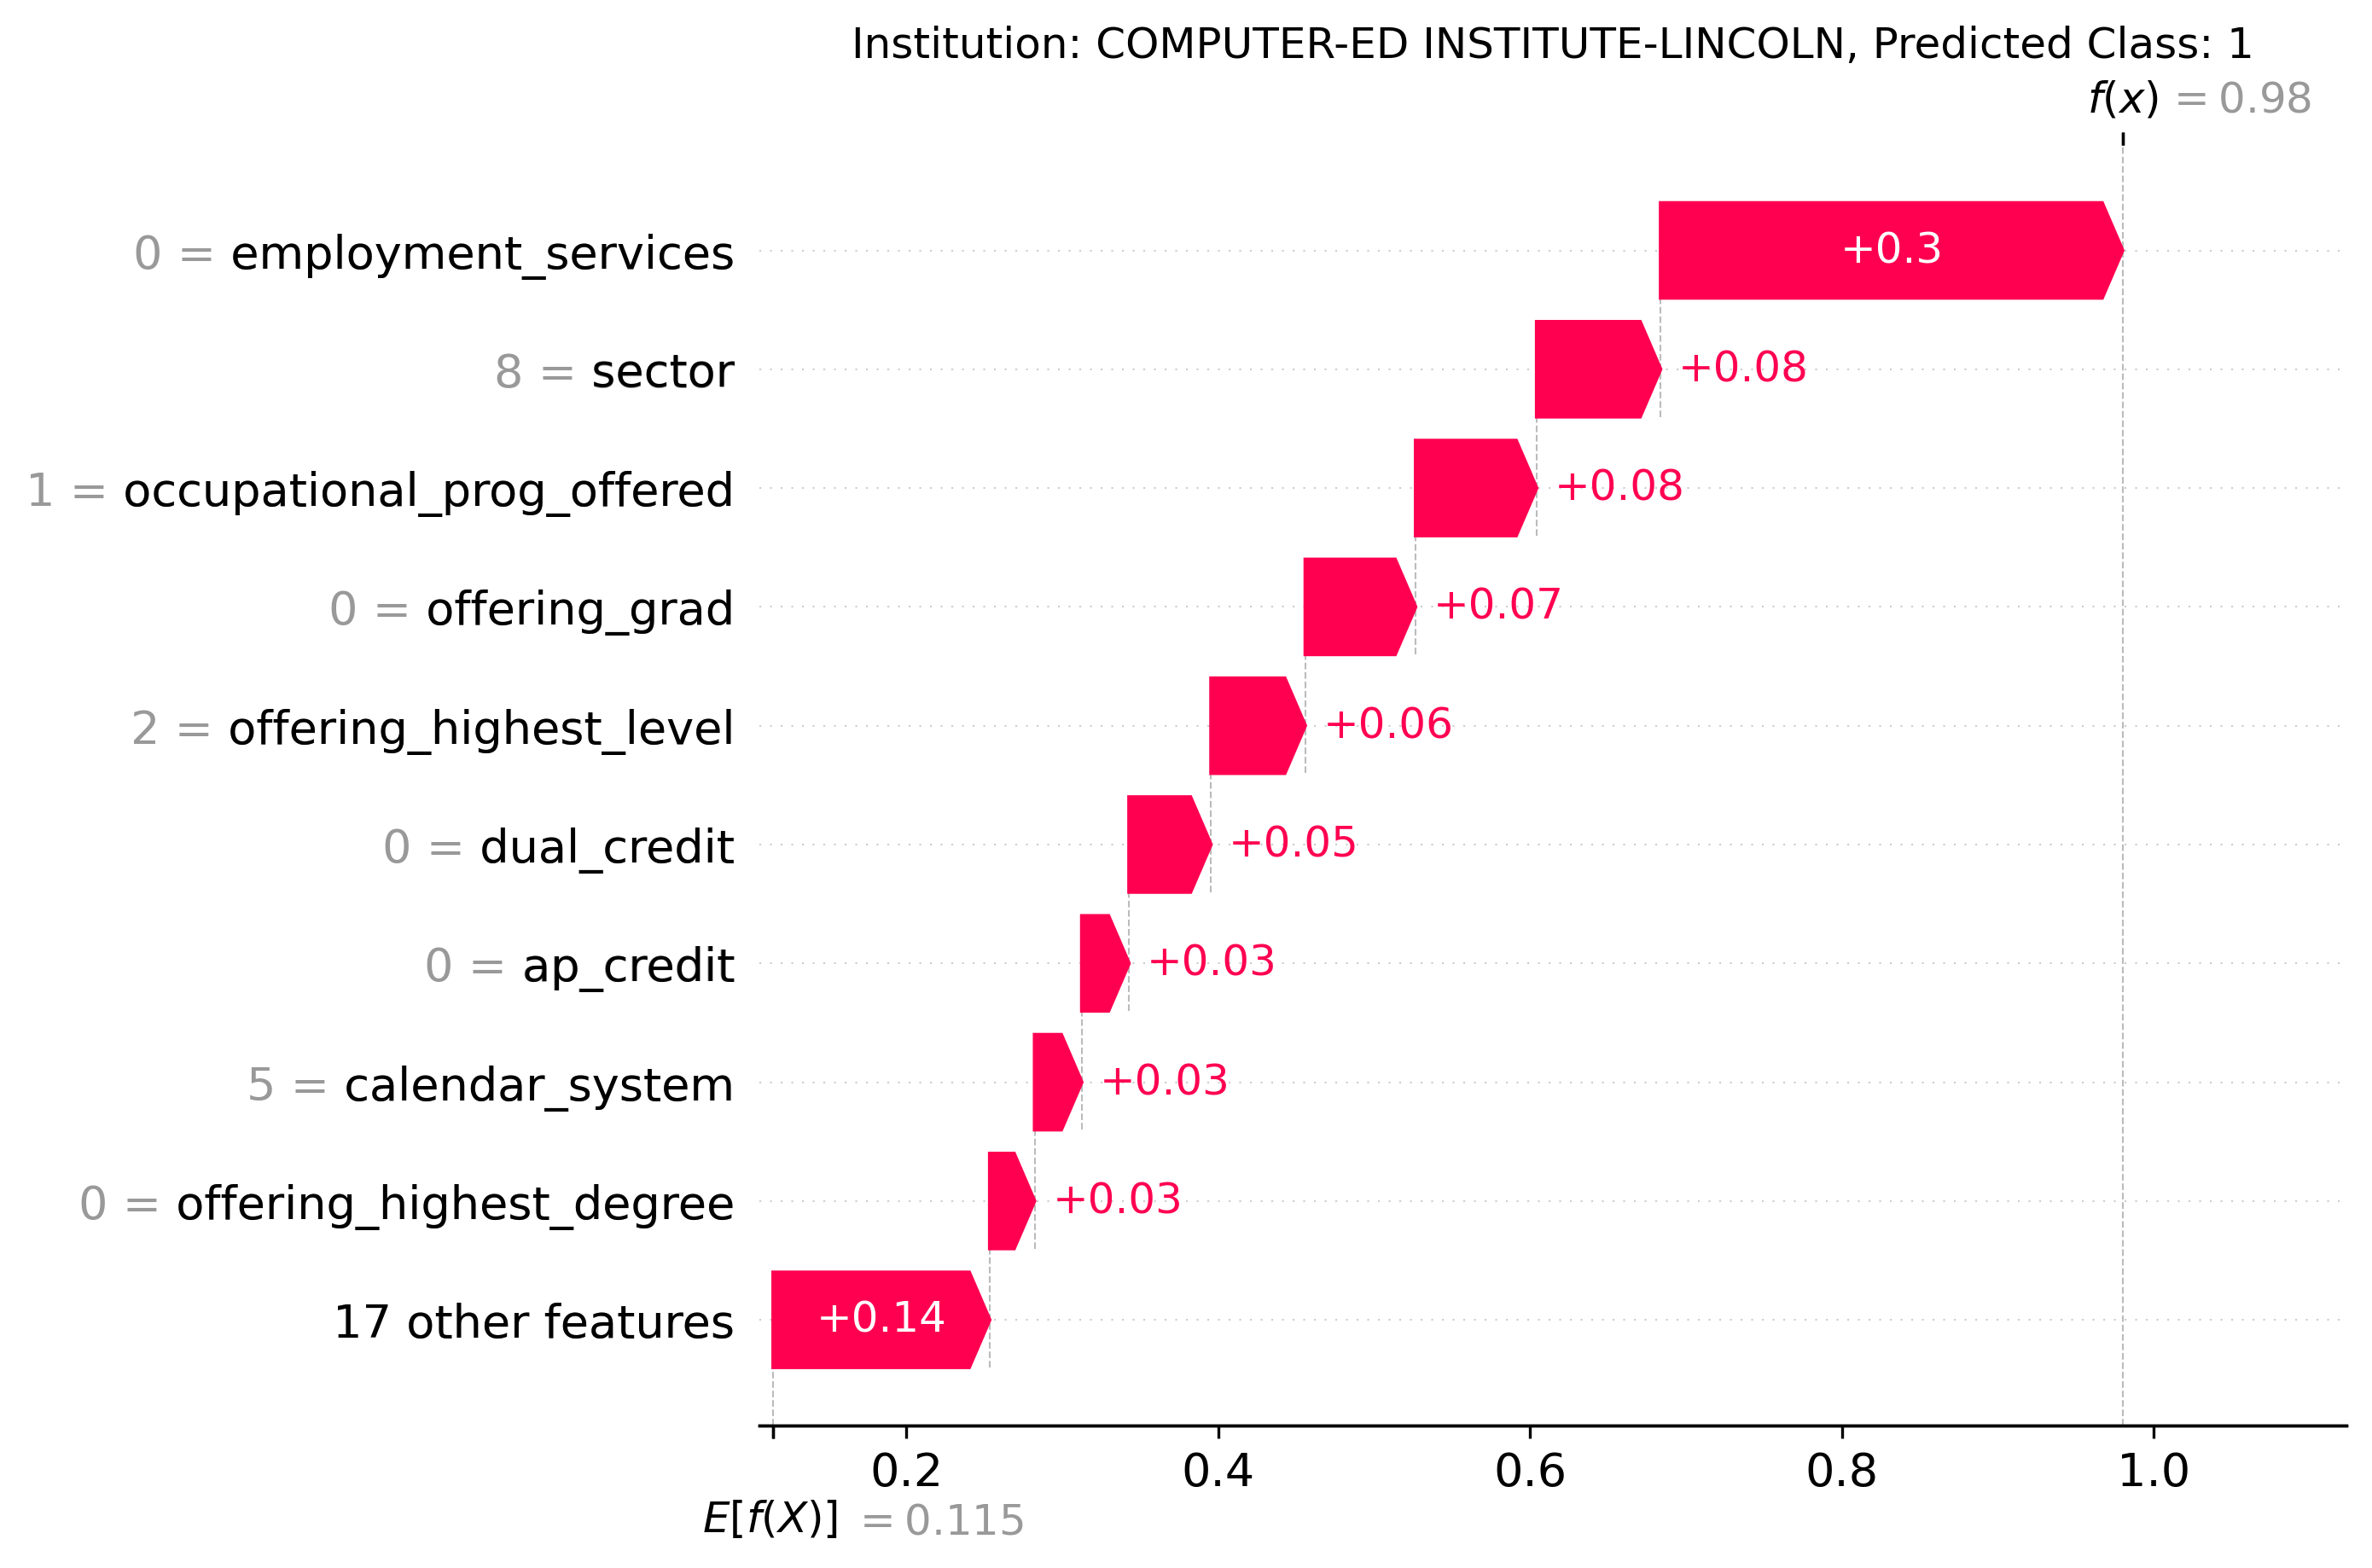 Institution: COMPUTER-ED INSTITUTE-LINCOLN, Predicted Class: 1
f(x) = 0.98
0 = employment_services +0.3
8 = sector +0.08
1 = occupational_prog_offered +0.08
0 = offering_grad +0.07
2 = offering_highest_level +0.06
0 = dual_credit +0.05
0 = ap_credit +0.03
5 = calendar_system +0.03
0 = offering_highest_degree +0.03
17 other features +0.14
0.2 0.4 0.6 0.8 1.0
E[f(X)] = 0.115